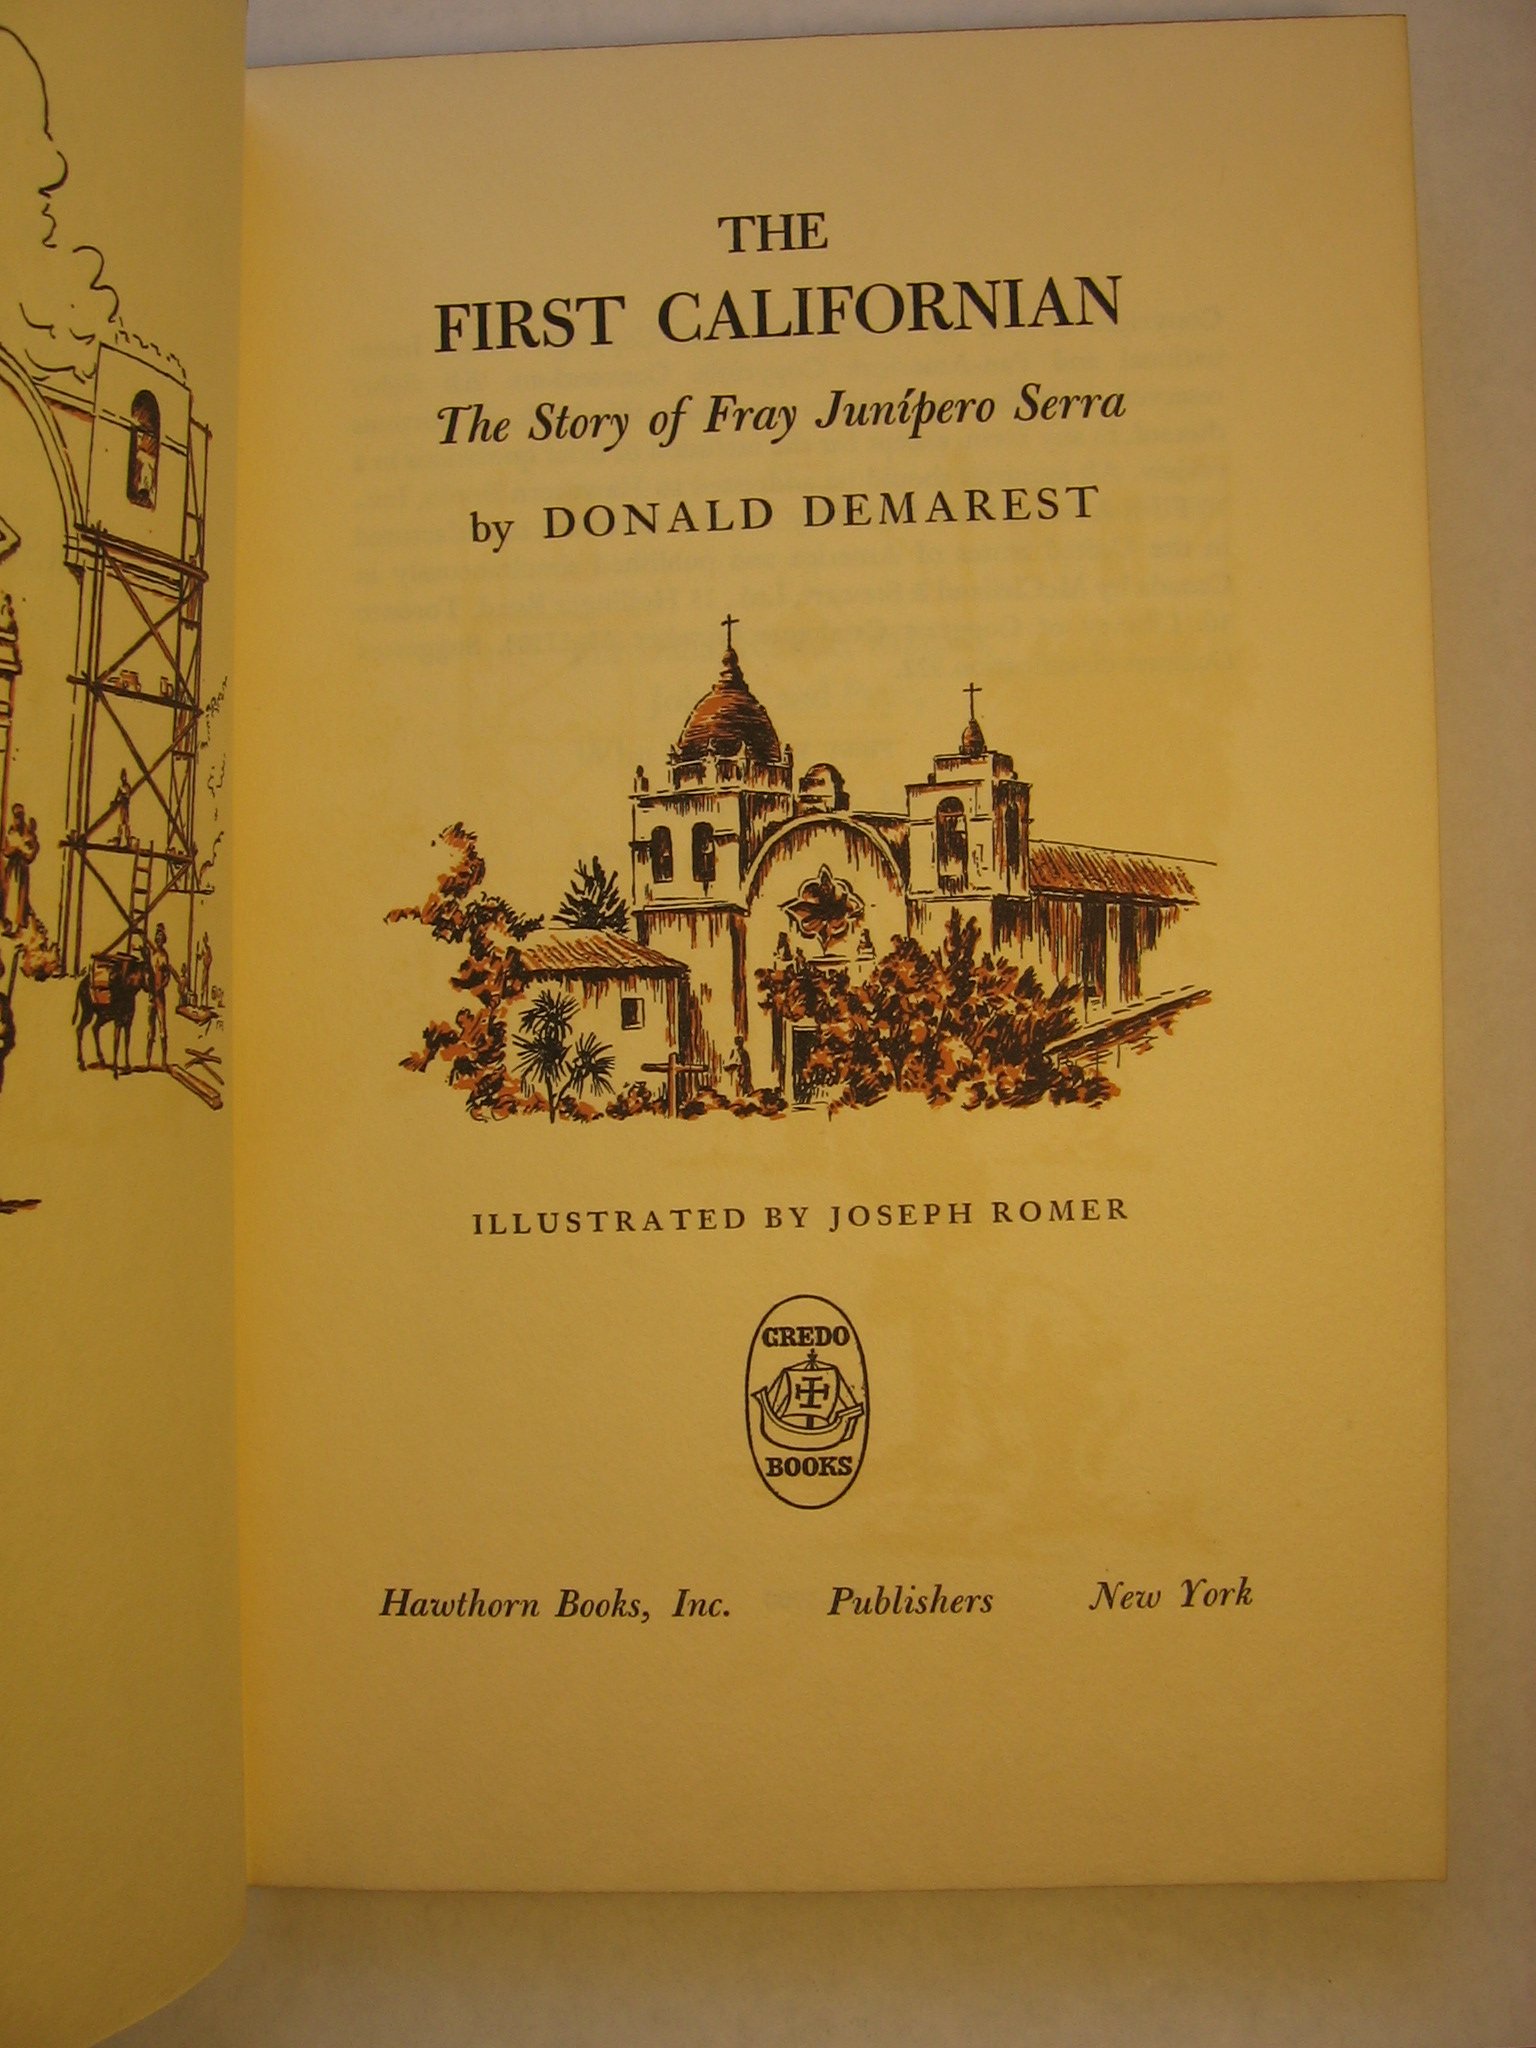 THE
FIRST CALIFORNIAN
The Story of Fray Junípero Serra
by DONALD DEMAREST
ILLUSTRATED BY JOSEPH ROMER
CREDO
BOOKS
Hawthorn Books, Inc. Publishers New York